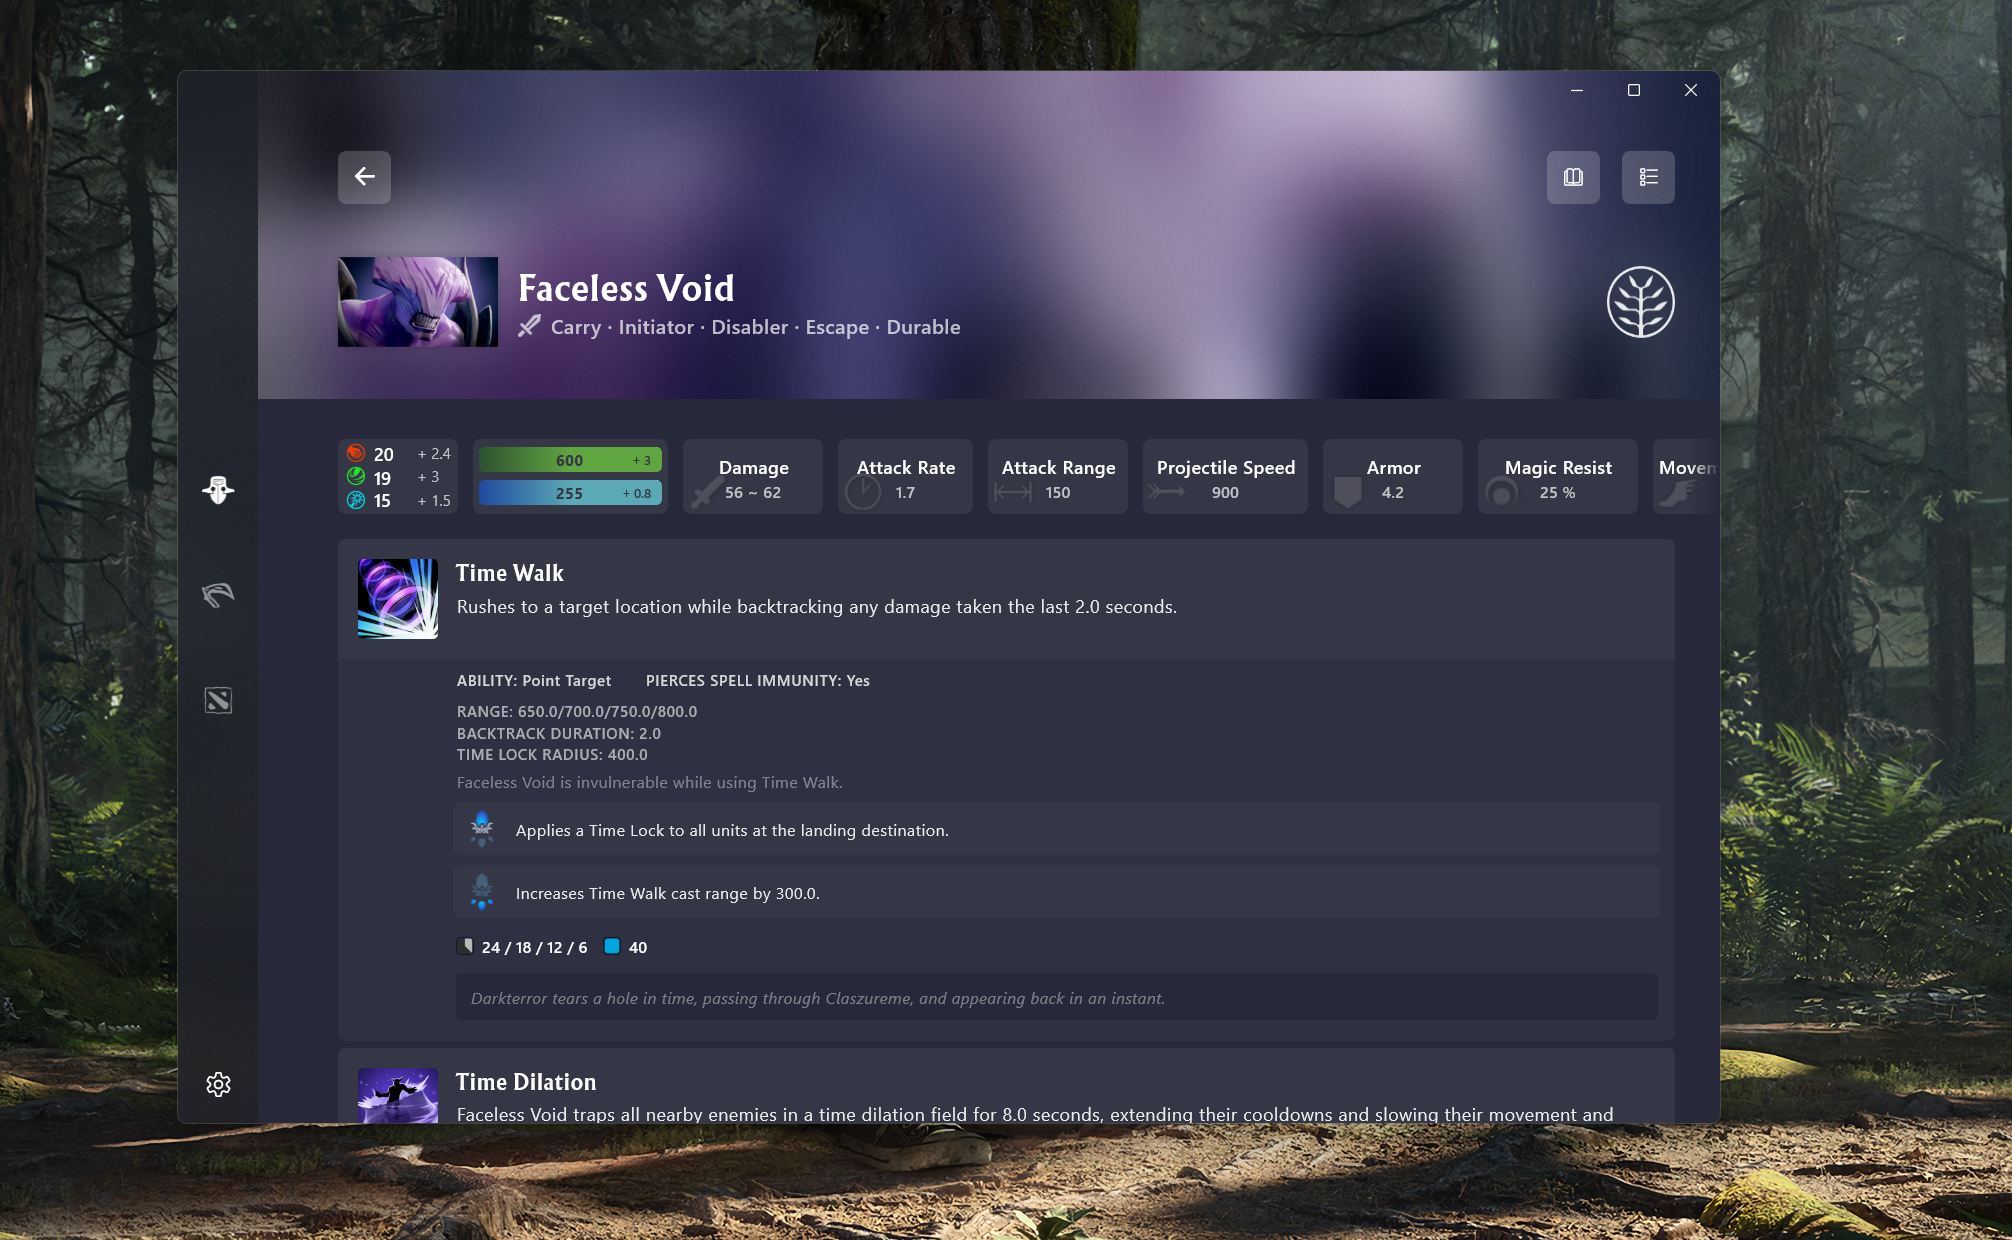 Faceless Void
Carry · Initiator · Disabler · Escape · Durable
20 + 2.4
19 + 3
15 + 1.5
600 + 3
255 + 0.8
Damage
56 ~ 62
Attack Rate
1.7
Attack Range
150
Projectile Speed
900
Armor
4.2
Magic Resist
25 %
Movem
Time Walk
Rushes to a target location while backtracking any damage taken the last 2.0 seconds.
ABILITY: Point Target PIERCES SPELL IMMUNITY: Yes
RANGE: 650.0/700.0/750.0/800.0
BACKTRACK DURATION: 2.0
TIME LOCK RADIUS: 400.0
Faceless Void is invulnerable while using Time Walk.
Applies a Time Lock to all units at the landing destination.
Increases Time Walk cast range by 300.0.
24 / 18 / 12 / 6 40
Darkterror tears a hole in time, passing through Claszureme, and appearing back in an instant.
Time Dilation
Faceless Void traps all nearby enemies in a time dilation field for 8.0 seconds, extending their cooldowns and slowing their movement and